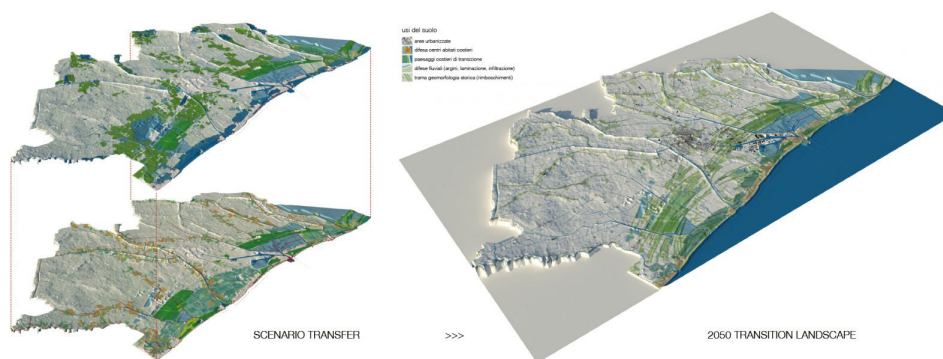 usi del suolo
aree urbanizzate
difesa centri abitati costieri
paesaggi costieri di transizione
difese fluviali (argini, laminazione, infiltrazione)
trama geomorfologia storica (rimboschimenti)
SCENARIO TRANSFER >>> 2050 TRANSITION LANDSCAPE